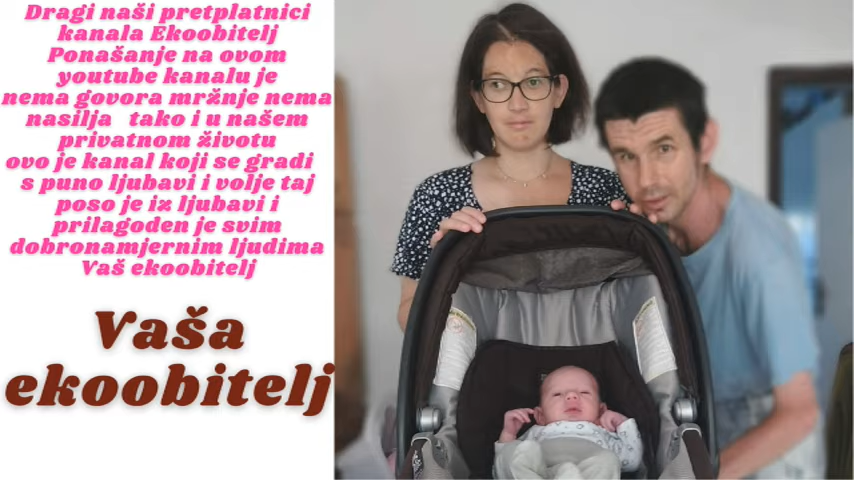 Dragi naši pretplatnici
kanala Ekoobitelj
Ponašanje na ovom
youtube kanalu je
nema govora mržnje nema
nasilja tako i u našem
privatnom životu
ovo je kanal koji se gradi
s puno ljubavi i volje taj
poso je iz ljubavi i
prilagođen je svim
dobronamjernim ljudima
Vaš ekoobitelj
Vaša
ekoobitelj